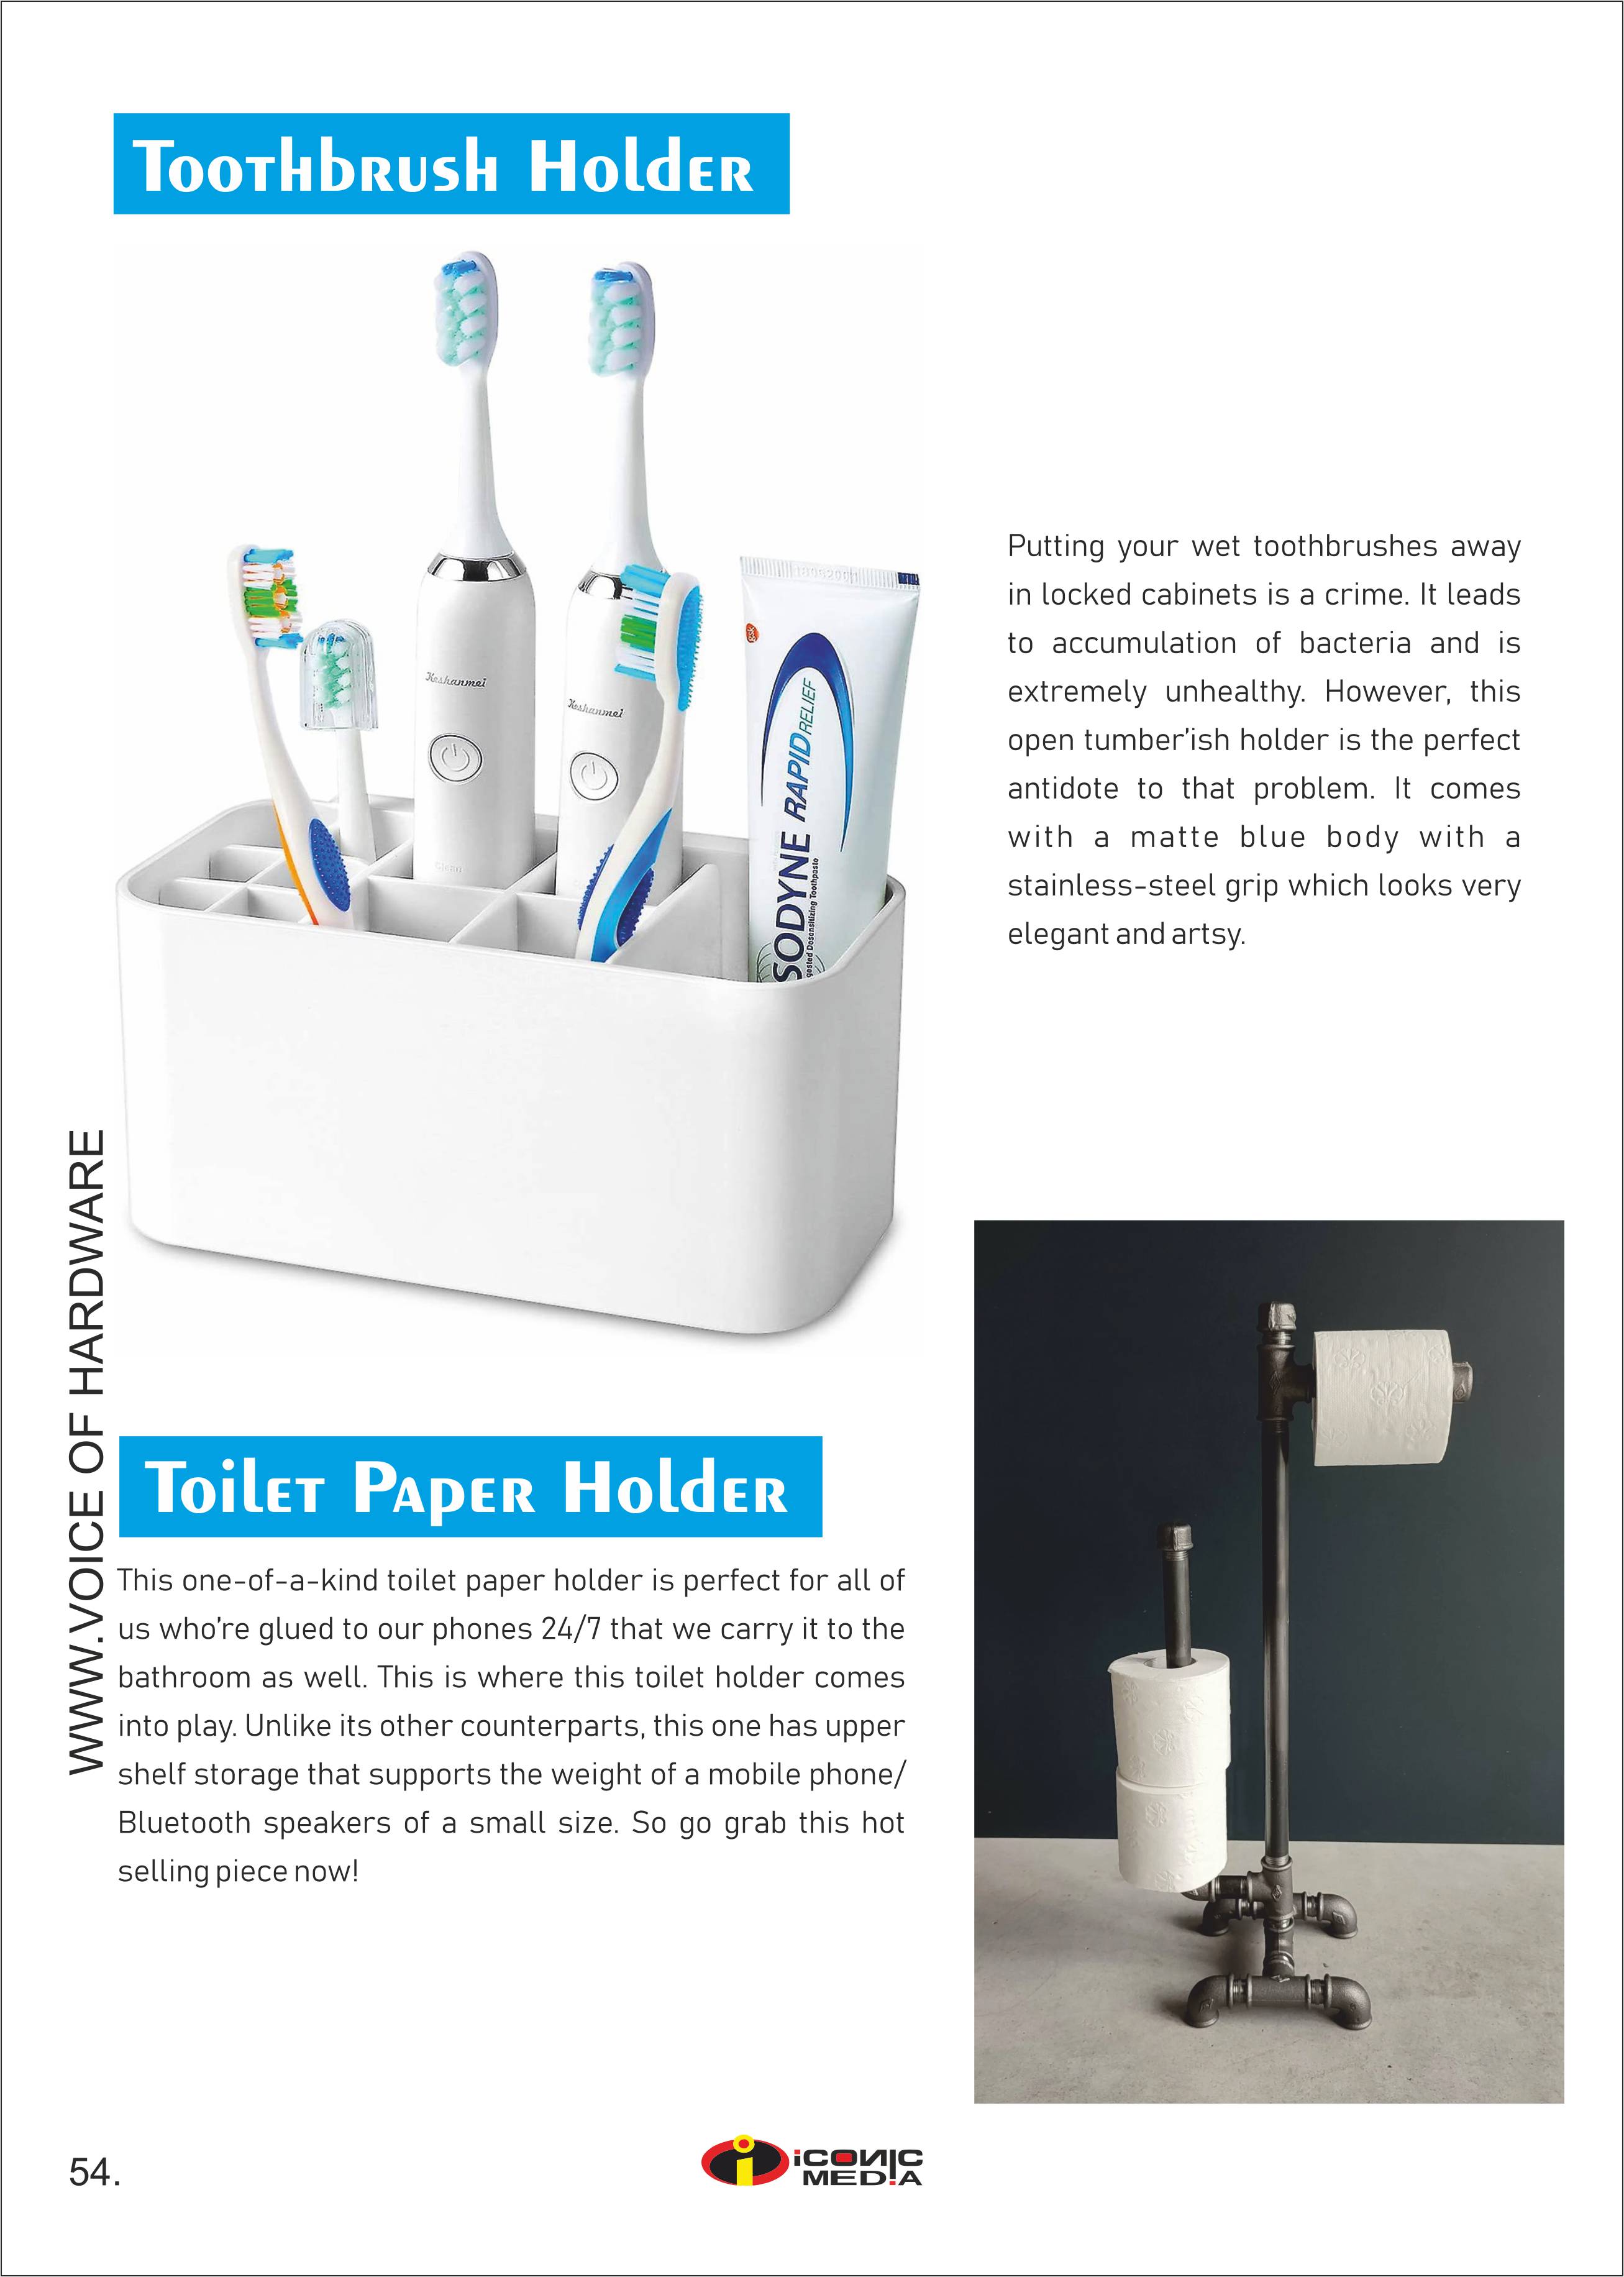 Toothbrush Holder
Keshanmei
Keshanmei
SODYNE RAPID RELIEF
Putting your wet toothbrushes away
in locked cabinets is a crime. It leads
to accumulation of bacteria and is
extremely unhealthy. However, this
open tumber'ish holder is the perfect
antidote to that problem. It comes
with a matte blue body with a
stainless-steel grip which looks very
elegant and artsy.
WWW.VOICE OF HARDWARE
Toilet Paper Holder
This one-of-a-kind toilet paper holder is perfect for all of
us who're glued to our phones 24/7 that we carry it to the
bathroom as well. This is where this toilet holder comes
into play. Unlike its other counterparts, this one has upper
shelf storage that supports the weight of a mobile phone/
Bluetooth speakers of a small size. So go grab this hot
selling piece now!
54.
iCONIC
MEDiA